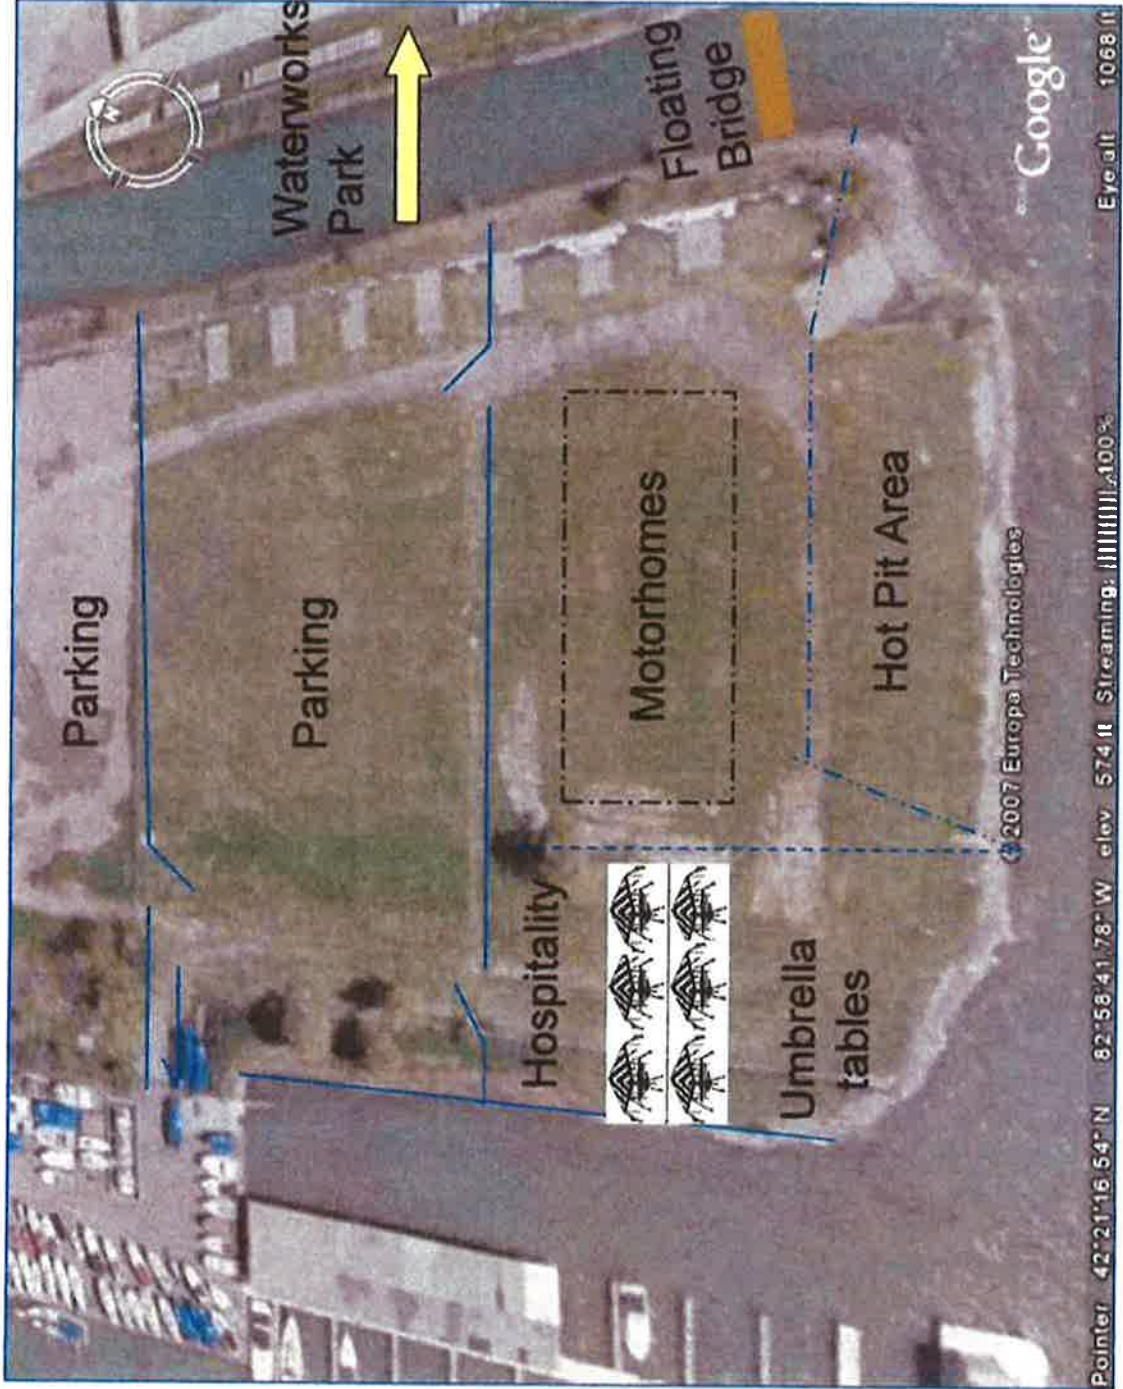 Parking
Waterworks
Park
Parking
Hospitality
Motorhomes
Floating
Bridge
Umbrella
tables
Hot Pit Area
© 2007 Europa Technologies
Google™
Pointer 42°21'16.54" N 82°58'41.78" W elev 574 ft Streaming: ||||||||| 100% Eye alt 1068 ft